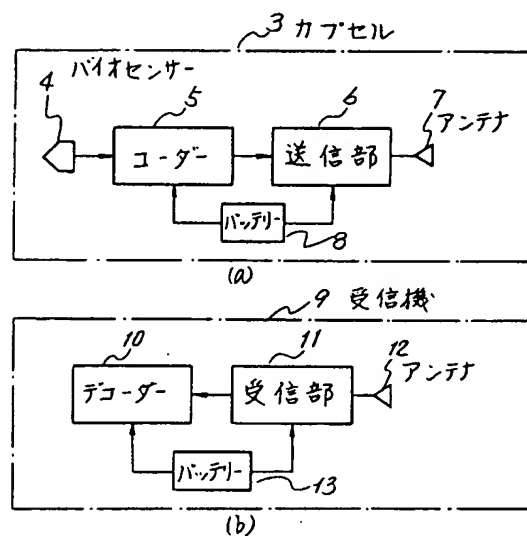 3 カプセル
バイオセンサー
4 5 6 7
アンテナ
コーダー 送信部
バッテリー
8
(a)
9 受信機
10 11 12
アンテナ
デコーダー 受信部
バッテリー
13
(b)